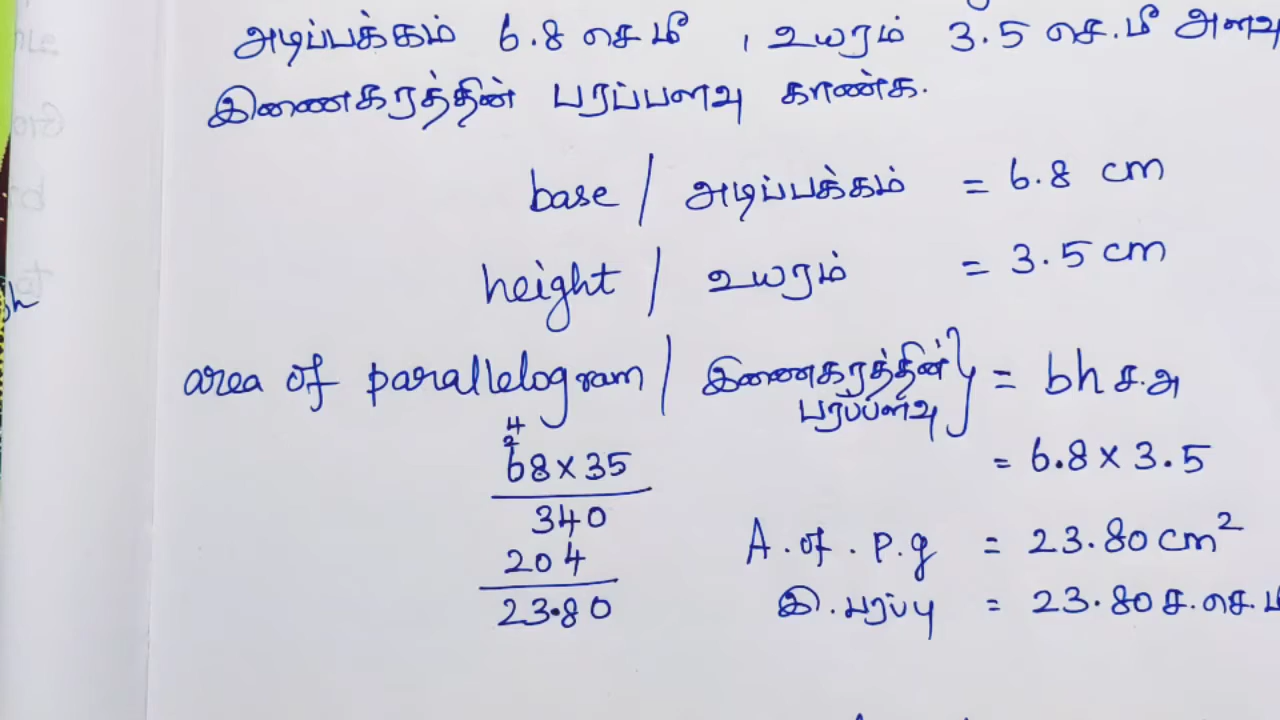 அடிப்பக்கம் 6.8 செ.மீ , உயரம் 3.5 செ.மீ அளவு
இணைகரத்தின் பரப்பளவு காண்க.
base / அடிப்பக்கம் = 6.8 cm
height / உயரம் = 3.5 cm
area of parallelogram / இணைகரத்தின் பரப்பளவு } = bh ச.அ
4
2
68 x 35
= 6.8 x 3.5
340
204
23.80
A. of. p.g = 23.80 cm²
இ. பரப்பு = 23.80 ச.செ.மீ